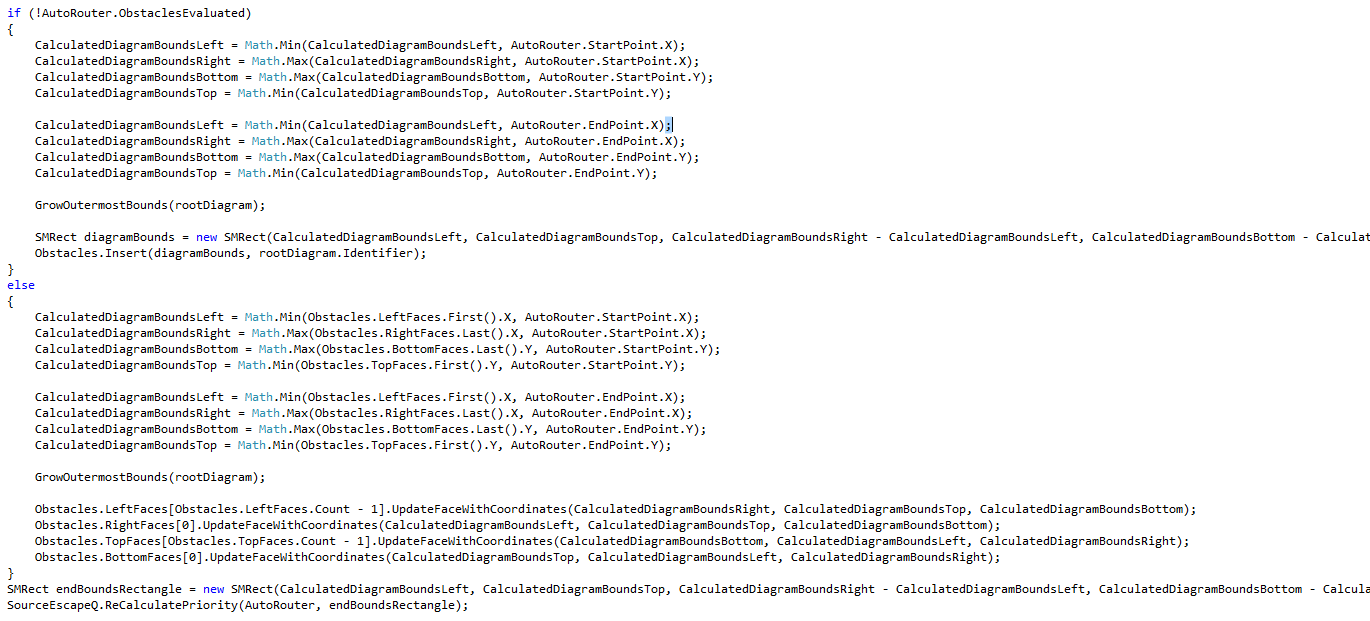 if (!AutoRouter.ObstaclesEvaluated)
{
    CalculatedDiagramBoundsLeft = Math.Min(CalculatedDiagramBoundsLeft, AutoRouter.StartPoint.X);
    CalculatedDiagramBoundsRight = Math.Max(CalculatedDiagramBoundsRight, AutoRouter.StartPoint.X);
    CalculatedDiagramBoundsBottom = Math.Max(CalculatedDiagramBoundsBottom, AutoRouter.StartPoint.Y);
    CalculatedDiagramBoundsTop = Math.Min(CalculatedDiagramBoundsTop, AutoRouter.StartPoint.Y);

    CalculatedDiagramBoundsLeft = Math.Min(CalculatedDiagramBoundsLeft, AutoRouter.EndPoint.X);
    CalculatedDiagramBoundsRight = Math.Max(CalculatedDiagramBoundsRight, AutoRouter.EndPoint.X);
    CalculatedDiagramBoundsBottom = Math.Max(CalculatedDiagramBoundsBottom, AutoRouter.EndPoint.Y);
    CalculatedDiagramBoundsTop = Math.Min(CalculatedDiagramBoundsTop, AutoRouter.EndPoint.Y);

    GrowOutermostBounds(rootDiagram);

    SMRect diagramBounds = new SMRect(CalculatedDiagramBoundsLeft, CalculatedDiagramBoundsTop, CalculatedDiagramBoundsRight - CalculatedDiagramBoundsLeft, CalculatedDiagramBoundsBottom - Calculat
    Obstacles.Insert(diagramBounds, rootDiagram.Identifier);
}
else
{
    CalculatedDiagramBoundsLeft = Math.Min(Obstacles.LeftFaces.First().X, AutoRouter.StartPoint.X);
    CalculatedDiagramBoundsRight = Math.Max(Obstacles.RightFaces.Last().X, AutoRouter.StartPoint.X);
    CalculatedDiagramBoundsBottom = Math.Max(Obstacles.BottomFaces.Last().Y, AutoRouter.StartPoint.Y);
    CalculatedDiagramBoundsTop = Math.Min(Obstacles.TopFaces.First().Y, AutoRouter.StartPoint.Y);

    CalculatedDiagramBoundsLeft = Math.Min(Obstacles.LeftFaces.First().X, AutoRouter.EndPoint.X);
    CalculatedDiagramBoundsRight = Math.Max(Obstacles.RightFaces.Last().X, AutoRouter.EndPoint.X);
    CalculatedDiagramBoundsBottom = Math.Max(Obstacles.BottomFaces.Last().Y, AutoRouter.EndPoint.Y);
    CalculatedDiagramBoundsTop = Math.Min(Obstacles.TopFaces.First().Y, AutoRouter.EndPoint.Y);

    GrowOutermostBounds(rootDiagram);

    Obstacles.LeftFaces[Obstacles.LeftFaces.Count - 1].UpdateFaceWithCoordinates(CalculatedDiagramBoundsRight, CalculatedDiagramBoundsTop, CalculatedDiagramBoundsBottom);
    Obstacles.RightFaces[0].UpdateFaceWithCoordinates(CalculatedDiagramBoundsLeft, CalculatedDiagramBoundsTop, CalculatedDiagramBoundsBottom);
    Obstacles.TopFaces[Obstacles.TopFaces.Count - 1].UpdateFaceWithCoordinates(CalculatedDiagramBoundsBottom, CalculatedDiagramBoundsLeft, CalculatedDiagramBoundsRight);
    Obstacles.BottomFaces[0].UpdateFaceWithCoordinates(CalculatedDiagramBoundsTop, CalculatedDiagramBoundsLeft, CalculatedDiagramBoundsRight);
}
SMRect endBoundsRectangle = new SMRect(CalculatedDiagramBoundsLeft, CalculatedDiagramBoundsTop, CalculatedDiagramBoundsRight - CalculatedDiagramBoundsLeft, CalculatedDiagramBoundsBottom - Calcula
SourceEscapeQ.ReCalculatePriority(AutoRouter, endBoundsRectangle);